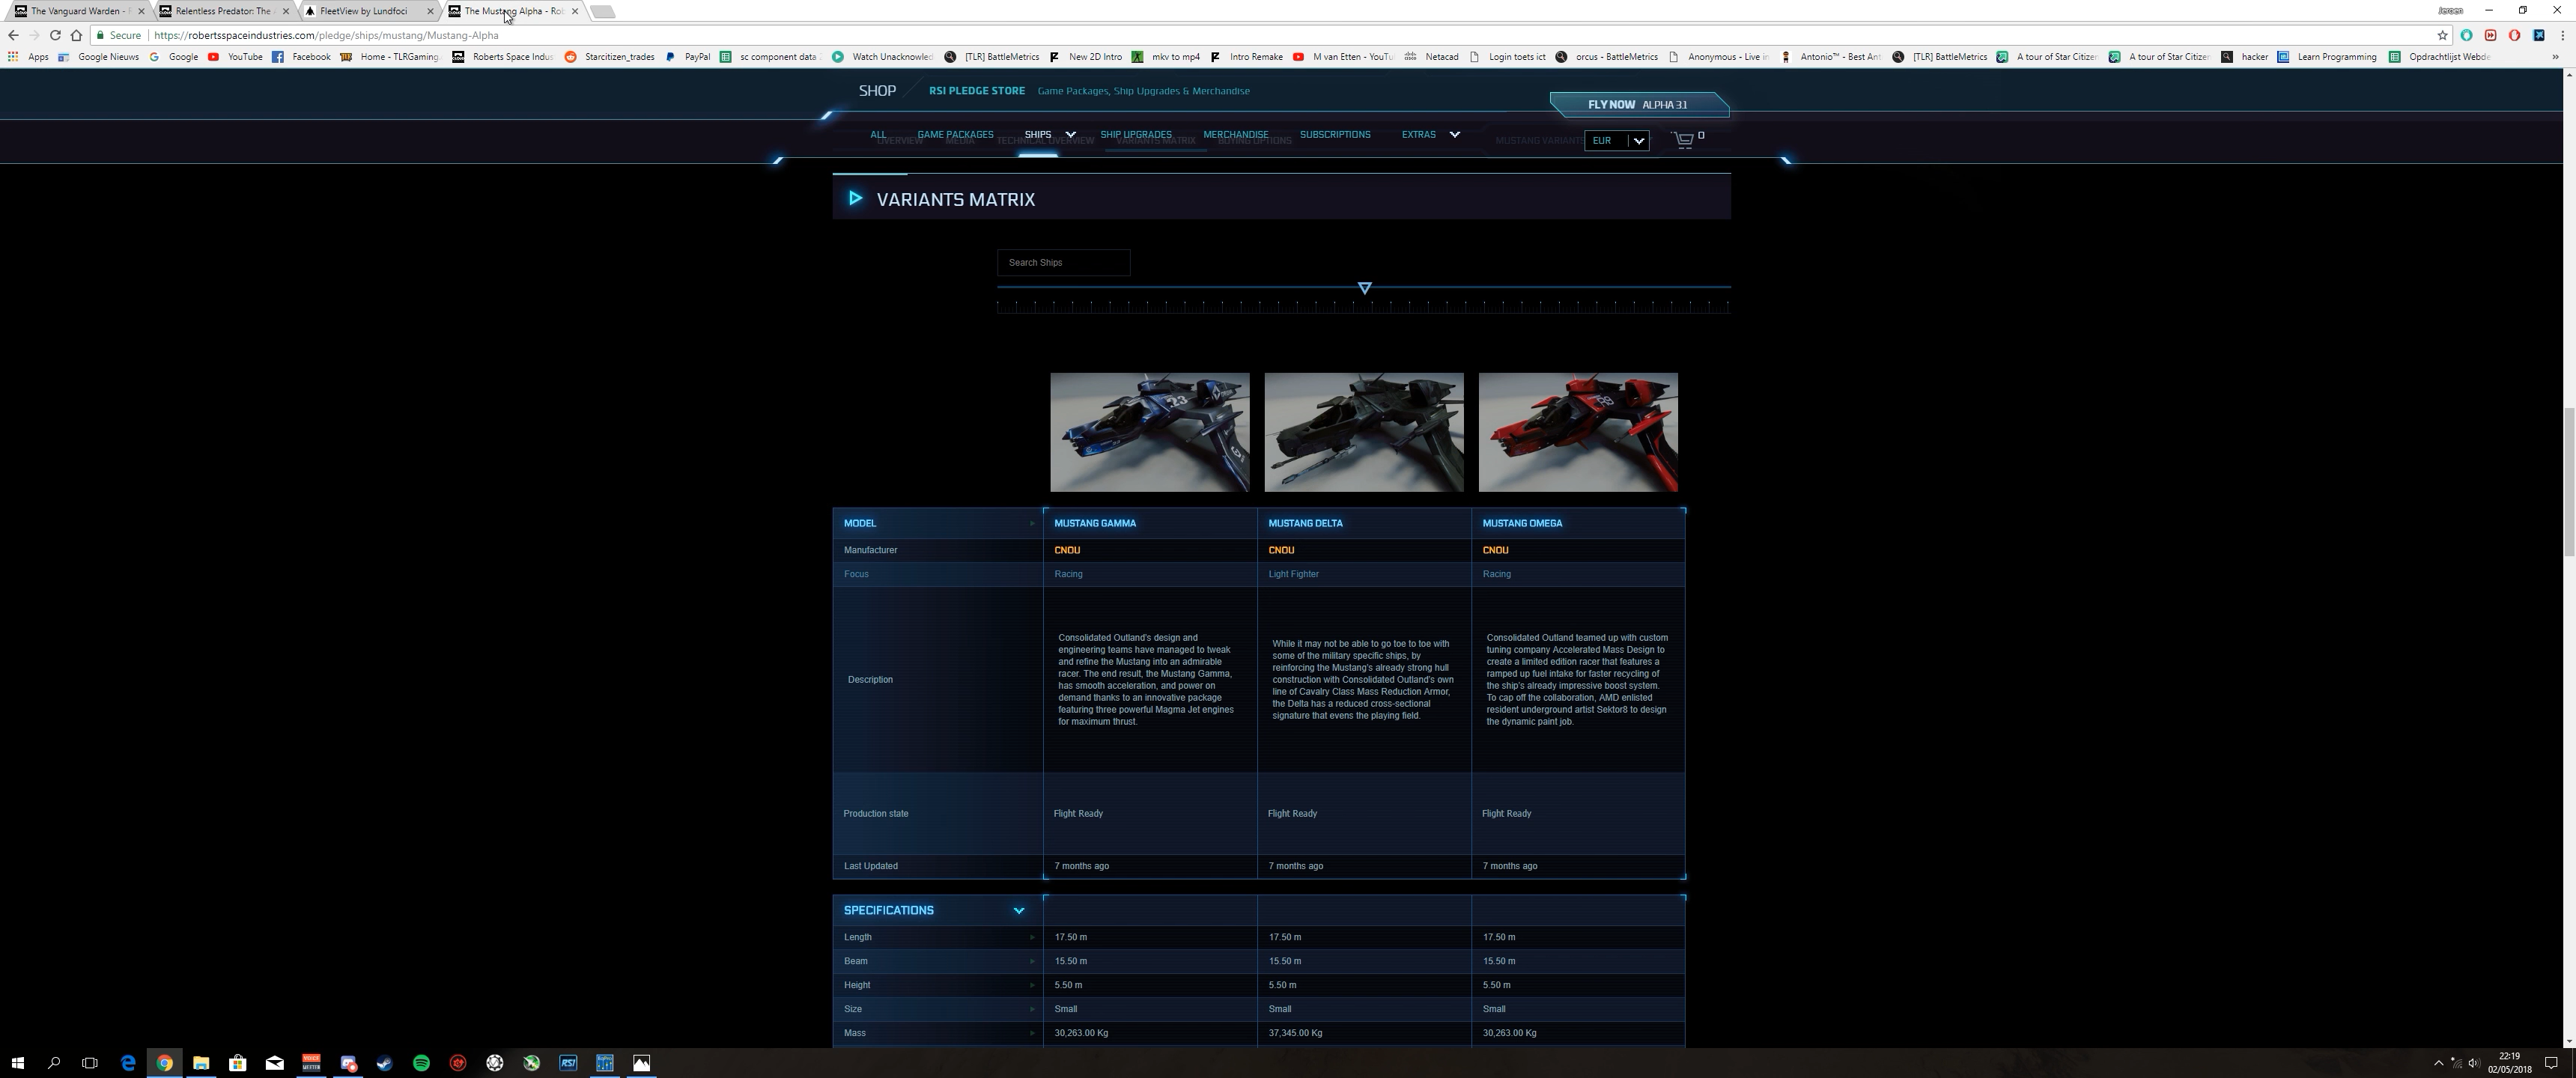 The Vanguard Warden - R
Relentless Predator: The A
FleetView by Lundfoci
The Mustang Alpha - Rob
Jeroen
Secure
https://robertsspaceindustries.com/pledge/ships/mustang/Mustang-Alpha
Apps
Google Nieuws
Google
YouTube
Facebook
Home - TLRGaming
Roberts Space Indus
Starcitizen_trades
PayPal
sc component data
Watch Unacknowled
[TLR] BattleMetrics
New 2D Intro
mkv to mp4
Intro Remake
M van Etten - YouTu
Netacad
Login toets ict
orcus - BattleMetrics
Anonymous - Live in
Antonio™ - Best Ant
[TLR] BattleMetrics
A tour of Star Citizen
A tour of Star Citizen
hacker
Learn Programming
Opdrachtlijst Webde
SHOP
RSI PLEDGE STORE
Game Packages, Ship Upgrades & Merchandise
FLY NOW ALPHA 3.1
ALL
GAME PACKAGES
SHIPS
SHIP UPGRADES
MERCHANDISE
SUBSCRIPTIONS
EXTRAS
EUR
0
OVERVIEW
MEDIA
TECHNICAL OVERVIEW
VARIANTS MATRIX
BUYING OPTIONS
MUSTANG VARIANTS
VARIANTS MATRIX
Search Ships
23
MODEL
MUSTANG GAMMA
MUSTANG DELTA
MUSTANG OMEGA
Manufacturer
CNOU
CNOU
CNOU
Focus
Racing
Light Fighter
Racing
Description
Consolidated Outland's design and
engineering teams have managed to tweak
and refine the Mustang into an admirable
racer. The end result, the Mustang Gamma,
has smooth acceleration, and power on
demand thanks to an innovative package
featuring three powerful Magma Jet engines
for maximum thrust.
While it may not be able to go toe to toe with
some of the military specific ships, by
reinforcing the Mustang's already strong hull
construction with Consolidated Outland's own
line of Cavalry Class Mass Reduction Armor,
the Delta has a reduced cross-sectional
signature that evens the playing field.
Consolidated Outland teamed up with custom
tuning company Accelerated Mass Design to
create a limited edition racer that features a
ramped up fuel intake for faster recycling of
the ship's already impressive boost system.
To cap off the collaboration, AMD enlisted
resident underground artist Sektor8 to design
the dynamic paint job.
Production state
Flight Ready
Flight Ready
Flight Ready
Last Updated
7 months ago
7 months ago
7 months ago
SPECIFICATIONS
Length
17.50 m
17.50 m
17.50 m
Beam
15.50 m
15.50 m
15.50 m
Height
5.50 m
5.50 m
5.50 m
Size
Small
Small
Small
Mass
30,263.00 Kg
37,345.00 Kg
30,263.00 Kg
RSI
22:19
02/05/2018